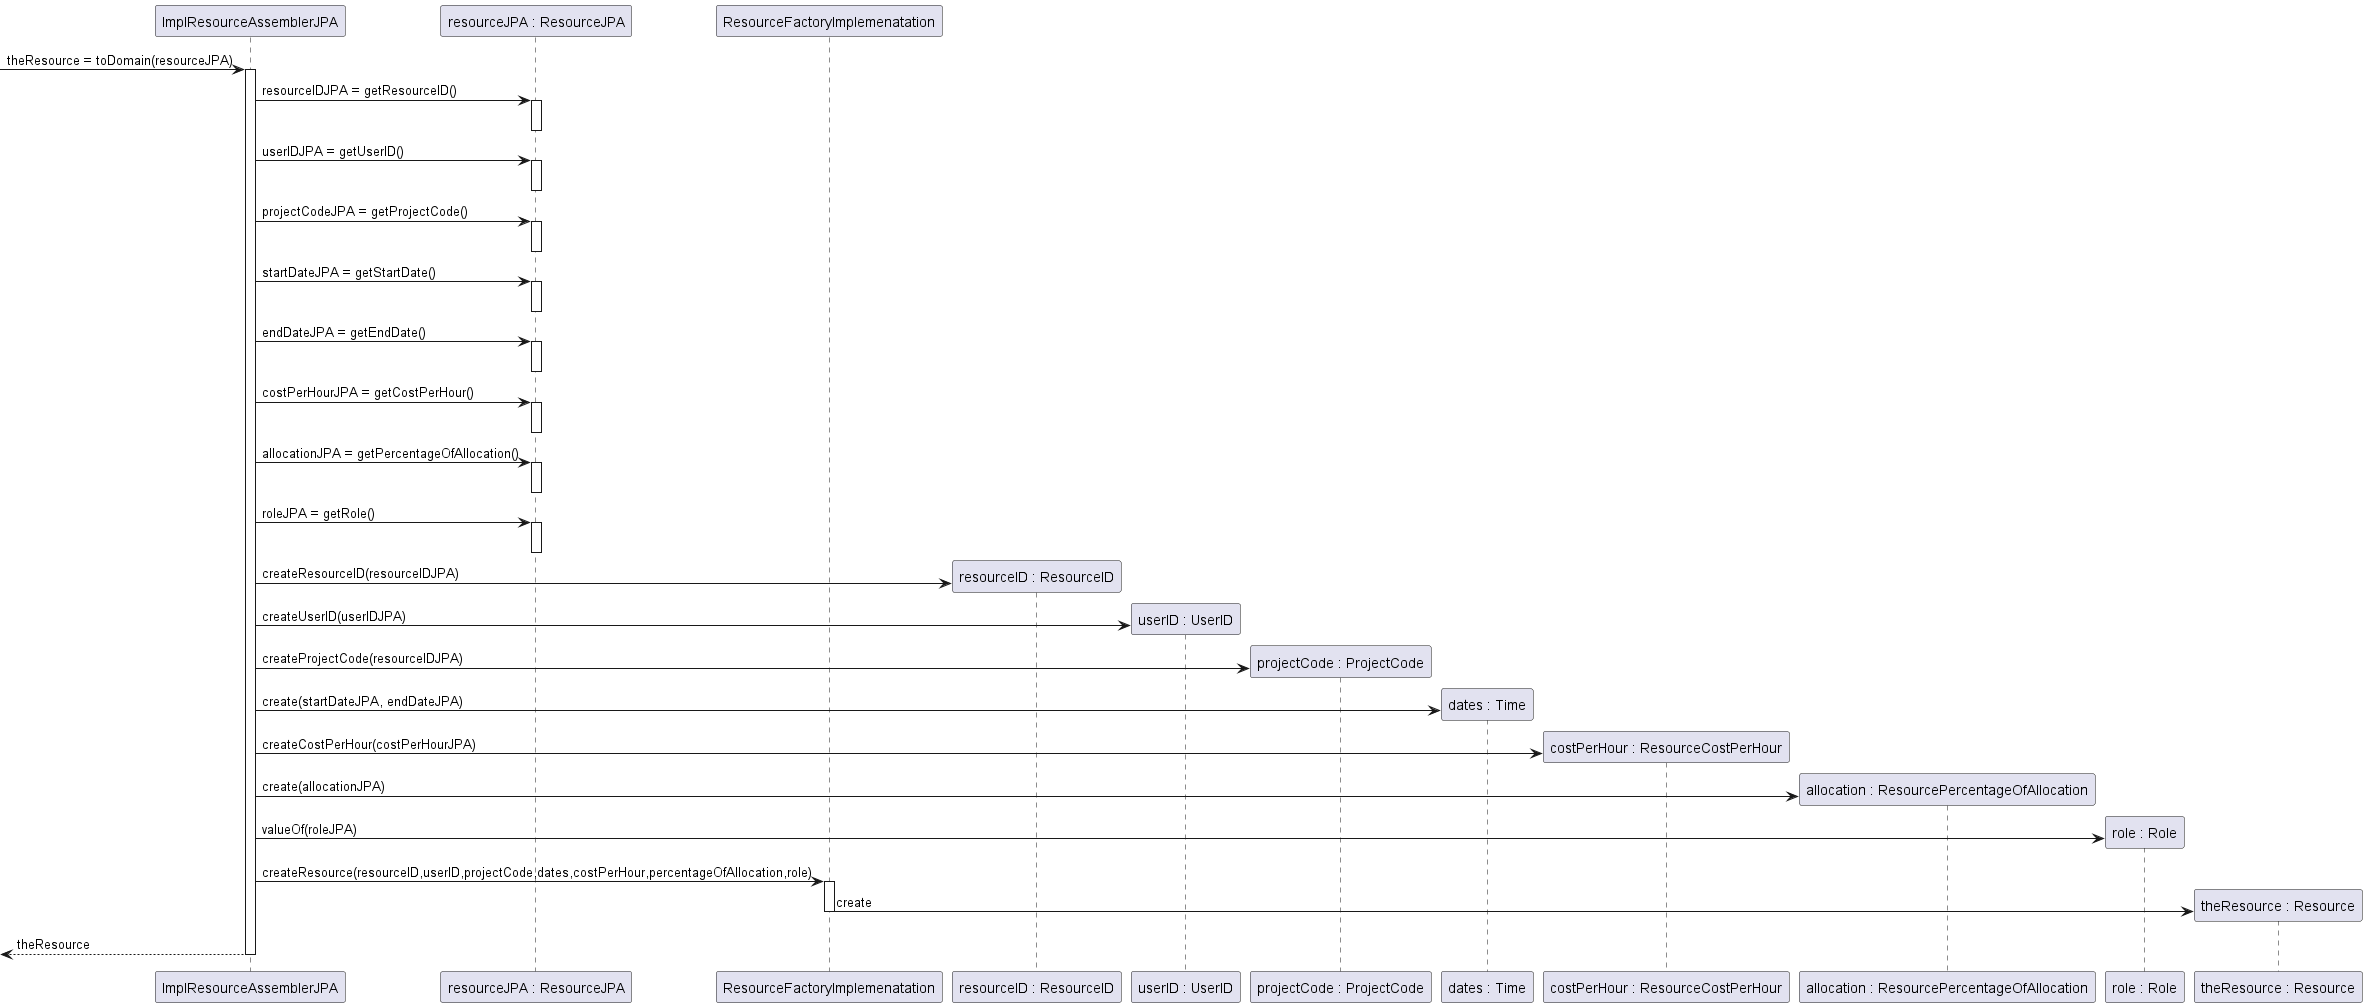 ImplResourceAssemblerJPA
resourceJPA : ResourceJPA
ResourceFactoryImplemenatation
theResource = toDomain(resourceJPA)
resourceIDJPA = getResourceID()
userIDJPA = getUserID()
projectCodeJPA = getProjectCode()
startDateJPA = getStartDate()
endDateJPA = getEndDate()
costPerHourJPA = getCostPerHour()
allocationJPA = getPercentageOfAllocation()
roleJPA = getRole()
createResourceID(resourceIDJPA)
resourceID : ResourceID
createUserID(userIDJPA)
userID : UserID
createProjectCode(resourceIDJPA)
projectCode : ProjectCode
create(startDateJPA, endDateJPA)
dates : Time
createCostPerHour(costPerHourJPA)
costPerHour : ResourceCostPerHour
create(allocationJPA)
allocation : ResourcePercentageOfAllocation
valueOf(roleJPA)
role : Role
createResource(resourceID,userID,projectCode,dates,costPerHour,percentageOfAllocation,role)
create
theResource : Resource
theResource
ImplResourceAssemblerJPA
resourceJPA : ResourceJPA
ResourceFactoryImplemenatation
resourceID : ResourceID
userID : UserID
projectCode : ProjectCode
dates : Time
costPerHour : ResourceCostPerHour
allocation : ResourcePercentageOfAllocation
role : Role
theResource : Resource